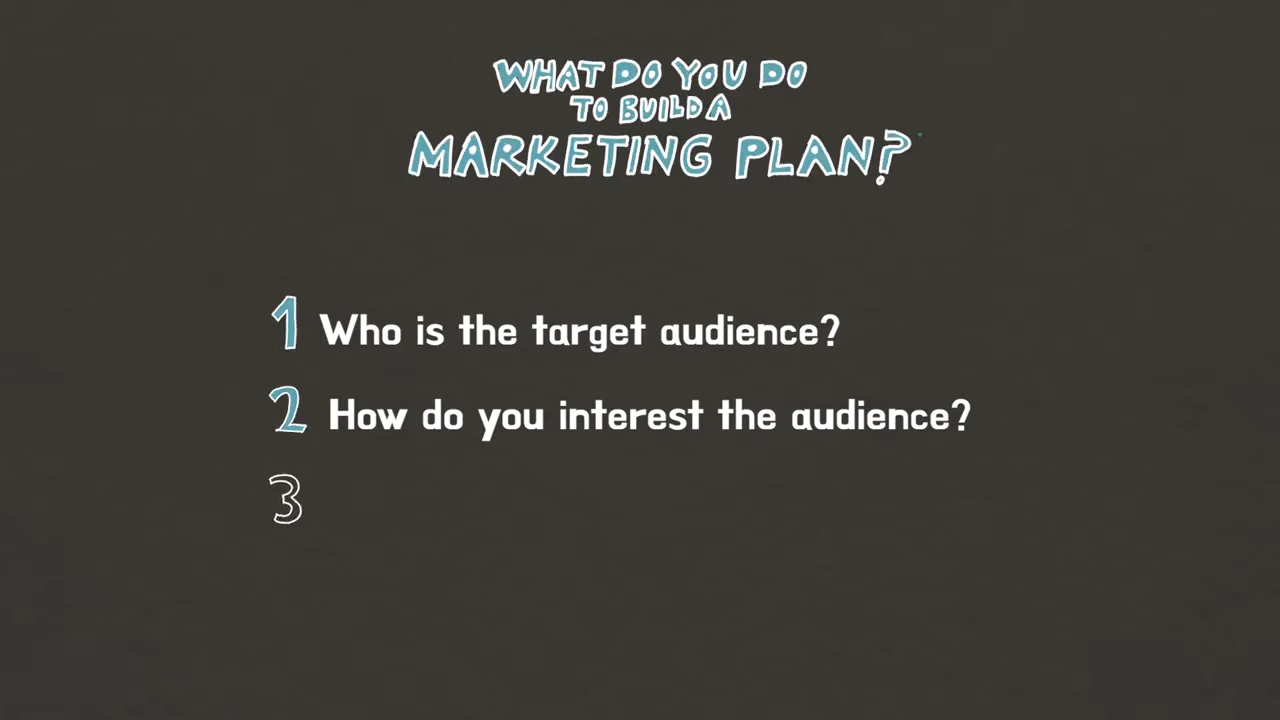 WHAT DO YOU DO
TO BUILD A
MARKETING PLAN?
1 Who is the target audience?
2 How do you interest the audience?
3